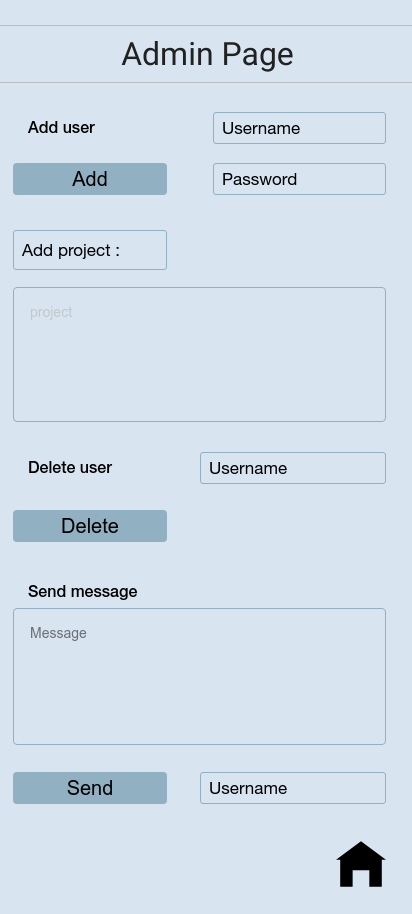 Admin Page
Add user
Username
Add
Password
Add project :
project
Delete user
Username
Delete
Send message
Message
Send
Username